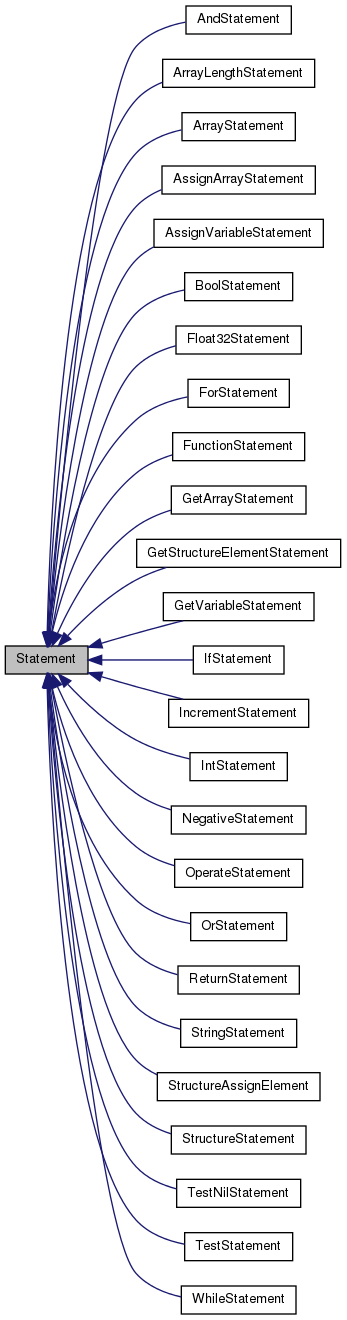 AndStatement
ArrayLengthStatement
ArrayStatement
AssignArrayStatement
AssignVariableStatement
BoolStatement
Float32Statement
ForStatement
FunctionStatement
GetArrayStatement
GetStructureElementStatement
GetVariableStatement
Statement
IfStatement
IncrementStatement
IntStatement
NegativeStatement
OperateStatement
OrStatement
ReturnStatement
StringStatement
StructureAssignElement
StructureStatement
TestNilStatement
TestStatement
WhileStatement